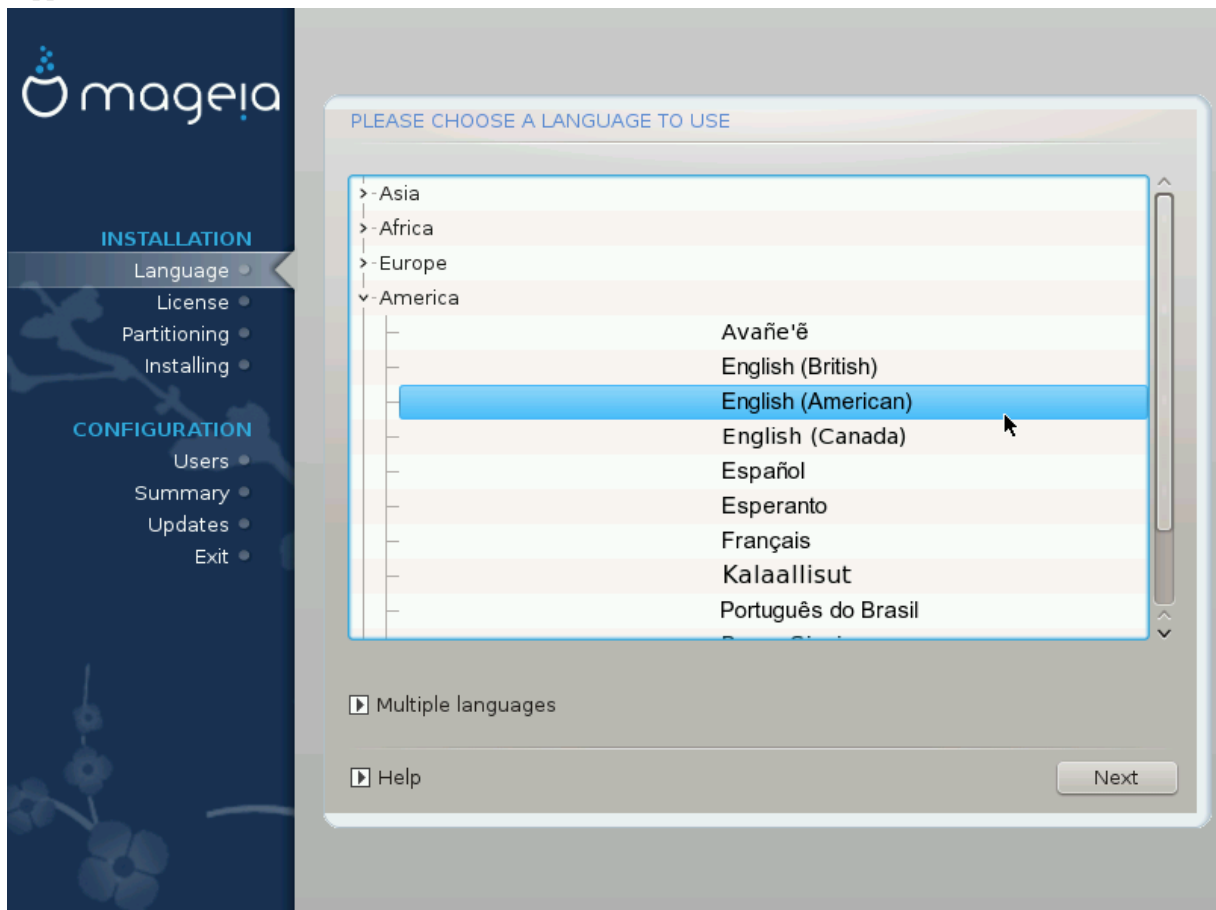 mageia
INSTALLATION
Language
License
Partitioning
Installing
CONFIGURATION
Users
Summary
Updates
Exit
PLEASE CHOOSE A LANGUAGE TO USE
Asia
Africa
Europe
America
Avañe'ẽ
English (British)
English (American)
English (Canada)
Español
Esperanto
Français
Kalaallisut
Português do Brasil
Multiple languages
Help
Next